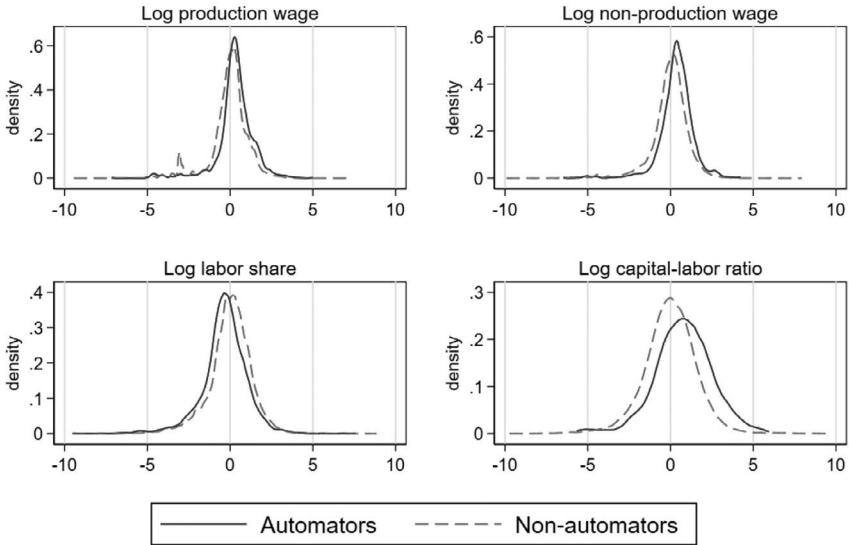 Log production wage
density
.6
.4
.2
0
-10 -5 0 5 10
Log non-production wage
density
.6
.4
.2
0
-10 -5 0 5 10
Log labor share
density
.4
.3
.2
.1
0
-10 -5 0 5 10
Log capital-labor ratio
density
.3
.2
.1
0
-10 -5 0 5 10
Automators Non-automators